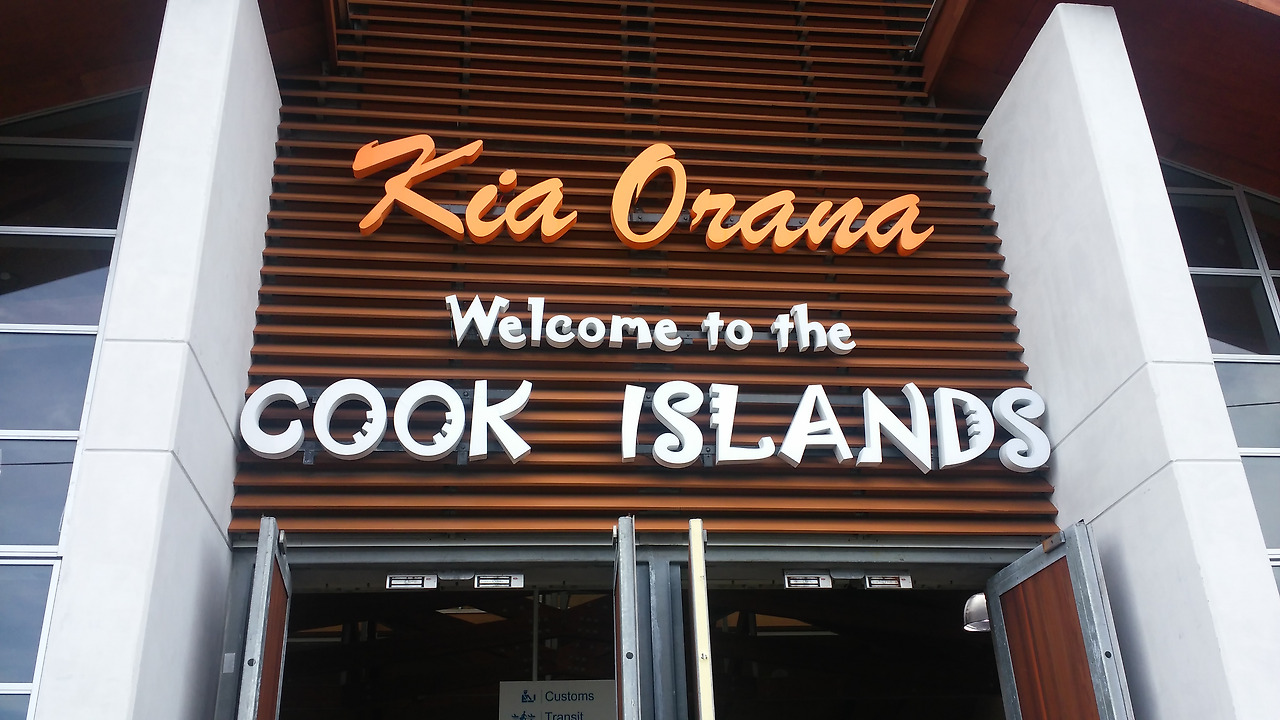 Kia Orana
Welcome to the
COOK ISLANDS
Customs
Transit